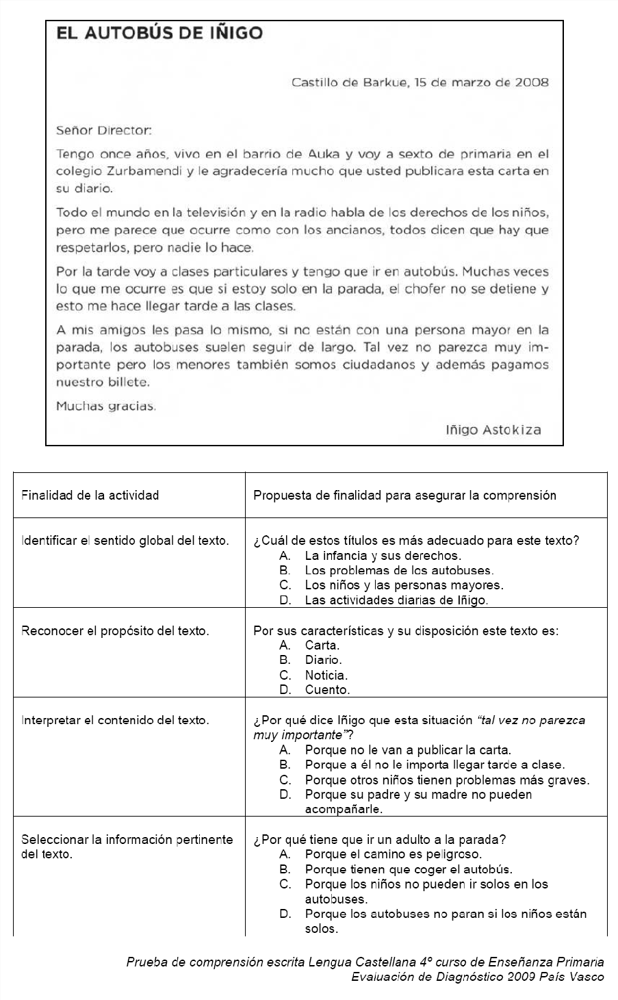 EL AUTOBÚS DE IÑIGO
Castillo de Barkue, 15 de marzo de 2008
Señor Director:
Tengo once años, vivo en el barrio de Auka y voy a sexto de primaria en el
colegio Zurbamendi y le agradecería mucho que usted publicara esta carta en
su diario.
Todo el mundo en la televisión y en la radio habla de los derechos de los niños,
pero me parece que ocurre como con los ancianos, todos dicen que hay que
respetarlos, pero nadie lo hace.
Por la tarde voy a clases particulares y tengo que ir en autobús. Muchas veces
lo que me ocurre es que si estoy solo en la parada, el chofer no se detiene y
esto me hace llegar tarde a las clases.
A mis amigos les pasa lo mismo, si no están con una persona mayor en la
parada, los autobuses suelen seguir de largo. Tal vez no parezca muy im-
portante pero los menores también somos ciudadanos y además pagamos
nuestro billete.
Muchas gracias.
Iñigo Astokiza
Finalidad de la actividad
Propuesta de finalidad para asegurar la comprensión
Identificar el sentido global del texto.
¿Cuál de estos títulos es más adecuado para este texto?
A. La infancia y sus derechos.
B. Los problemas de los autobuses.
C. Los niños y las personas mayores.
D. Las actividades diarias de Iñigo.
Reconocer el propósito del texto.
Por sus características y su disposición este texto es:
A. Carta.
B. Diario.
C. Noticia.
D. Cuento.
Interpretar el contenido del texto.
¿Por qué dice Iñigo que esta situación “tal vez no parezca
muy importante”?
A. Porque no le van a publicar la carta.
B. Porque a él no le importa llegar tarde a clase.
C. Porque otros niños tienen problemas más graves.
D. Porque su padre y su madre no pueden
acompañarle.
Seleccionar la información pertinente
del texto.
¿Por qué tiene que ir un adulto a la parada?
A. Porque el camino es peligroso.
B. Porque tienen que coger el autobús.
C. Porque los niños no pueden ir solos en los
autobuses.
D. Porque los autobuses no paran si los niños están
solos.
Prueba de comprensión escrita Lengua Castellana 4º curso de Enseñanza Primaria
Evaluación de Diagnóstico 2009 País Vasco